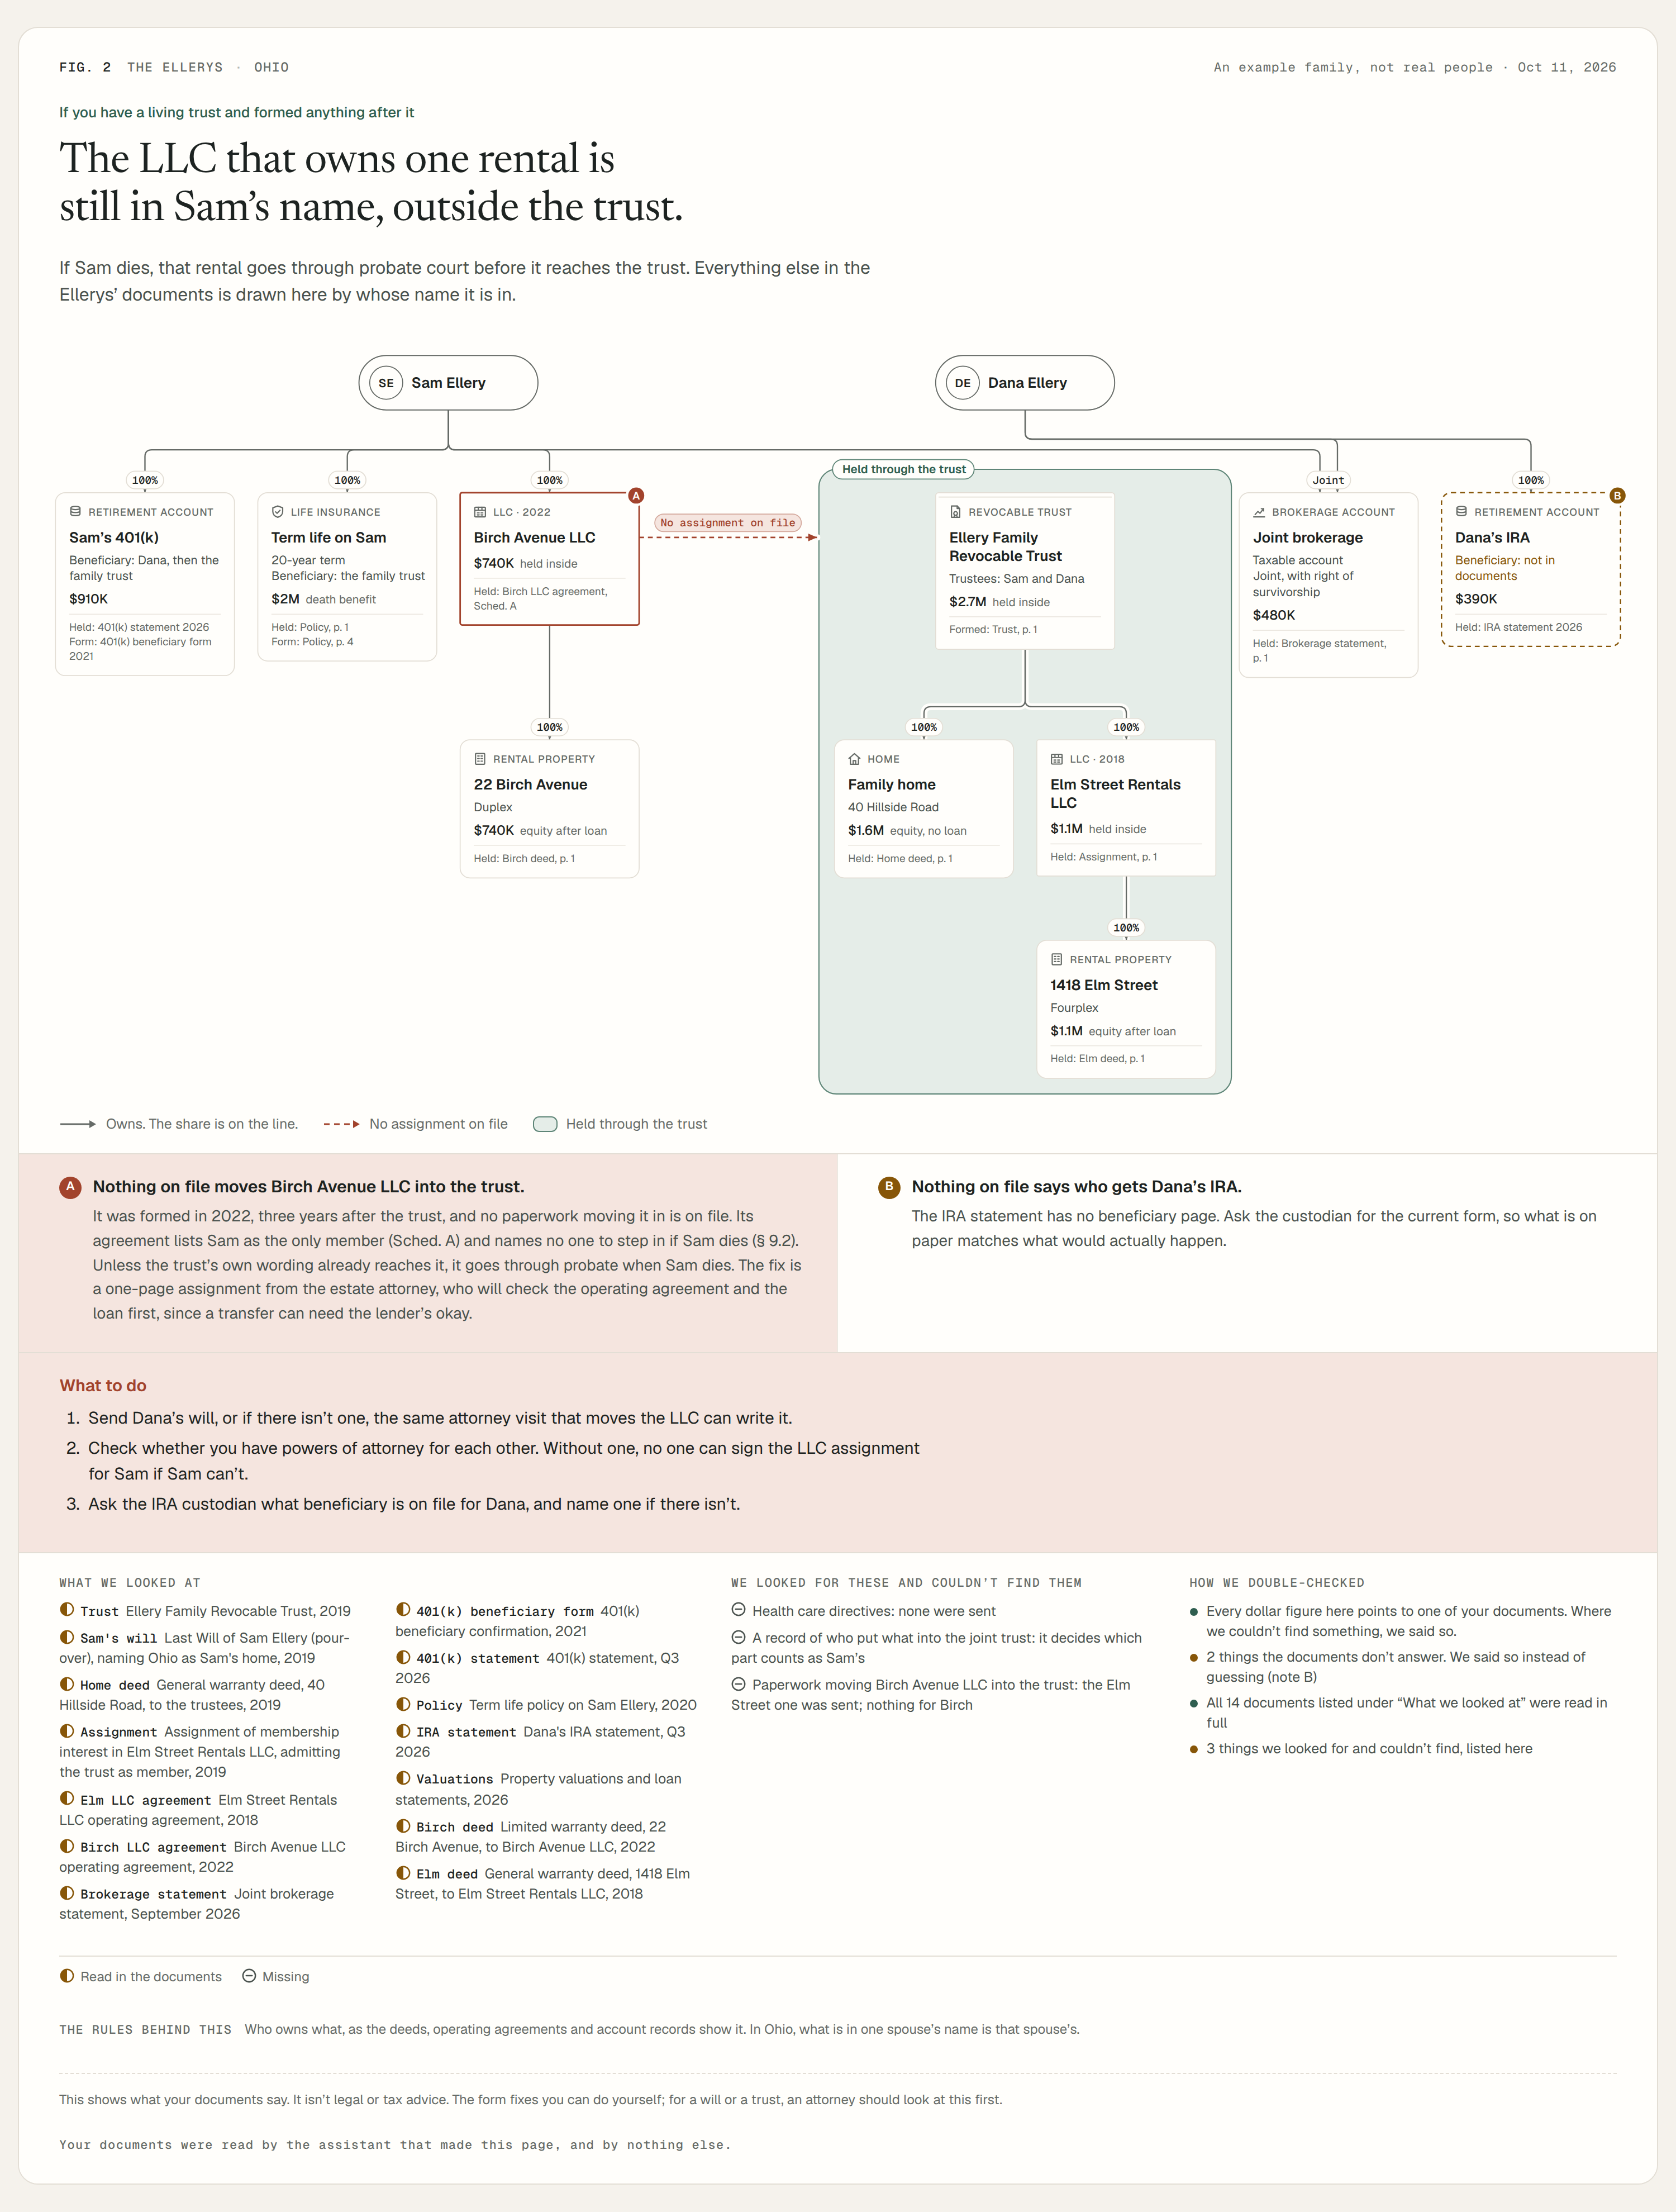 FIG. 2 THE ELLERYS · OHIO
An example family, not real people · Oct 11, 2026
If you have a living trust and formed anything after it
The LLC that owns one rental is
still in Sam’s name, outside the trust.
If Sam dies, that rental goes through probate court before it reaches the trust. Everything else in the
Ellerys’ documents is drawn here by whose name it is in.
SE Sam Ellery
DE Dana Ellery
100%
RETIREMENT ACCOUNT
Sam’s 401(k)
Beneficiary: Dana, then the
family trust
$910K
Held: 401(k) statement 2026
Form: 401(k) beneficiary form
2021
100%
LIFE INSURANCE
Term life on Sam
20-year term
Beneficiary: the family trust
$2M death benefit
Held: Policy, p. 1
Form: Policy, p. 4
100%
A
LLC · 2022
Birch Avenue LLC
$740K held inside
Held: Birch LLC agreement,
Sched. A
No assignment on file
100%
RENTAL PROPERTY
22 Birch Avenue
Duplex
$740K equity after loan
Held: Birch deed, p. 1
Held through the trust
REVOCABLE TRUST
Ellery Family
Revocable Trust
Trustees: Sam and Dana
$2.7M held inside
Formed: Trust, p. 1
100%
HOME
Family home
40 Hillside Road
$1.6M equity, no loan
Held: Home deed, p. 1
100%
LLC · 2018
Elm Street Rentals
LLC
$1.1M held inside
Held: Assignment, p. 1
100%
RENTAL PROPERTY
1418 Elm Street
Fourplex
$1.1M equity after loan
Held: Elm deed, p. 1
Joint
BROKERAGE ACCOUNT
Joint brokerage
Taxable account
Joint, with right of
survivorship
$480K
Held: Brokerage statement,
p. 1
100%
B
RETIREMENT ACCOUNT
Dana’s IRA
Beneficiary: not in
documents
$390K
Held: IRA statement 2026
Owns. The share is on the line.
No assignment on file
Held through the trust
A Nothing on file moves Birch Avenue LLC into the trust.
It was formed in 2022, three years after the trust, and no paperwork moving it in is on file. Its
agreement lists Sam as the only member (Sched. A) and names no one to step in if Sam dies (§ 9.2).
Unless the trust’s own wording already reaches it, it goes through probate when Sam dies. The fix is
a one-page assignment from the estate attorney, who will check the operating agreement and the
loan first, since a transfer can need the lender’s okay.
B Nothing on file says who gets Dana’s IRA.
The IRA statement has no beneficiary page. Ask the custodian for the current form, so what is on
paper matches what would actually happen.
What to do
1. Send Dana’s will, or if there isn’t one, the same attorney visit that moves the LLC can write it.
2. Check whether you have powers of attorney for each other. Without one, no one can sign the LLC assignment
for Sam if Sam can’t.
3. Ask the IRA custodian what beneficiary is on file for Dana, and name one if there isn’t.
WHAT WE LOOKED AT
Trust Ellery Family Revocable Trust, 2019
Sam's will Last Will of Sam Ellery (pour-
over), naming Ohio as Sam's home, 2019
Home deed General warranty deed, 40
Hillside Road, to the trustees, 2019
Assignment Assignment of membership
interest in Elm Street Rentals LLC, admitting
the trust as member, 2019
Elm LLC agreement Elm Street Rentals
LLC operating agreement, 2018
Birch LLC agreement Birch Avenue LLC
operating agreement, 2022
Brokerage statement Joint brokerage
statement, September 2026
401(k) beneficiary form 401(k)
beneficiary confirmation, 2021
401(k) statement 401(k) statement, Q3
2026
Policy Term life policy on Sam Ellery, 2020
IRA statement Dana's IRA statement, Q3
2026
Valuations Property valuations and loan
statements, 2026
Birch deed Limited warranty deed, 22
Birch Avenue, to Birch Avenue LLC, 2022
Elm deed General warranty deed, 1418 Elm
Street, to Elm Street Rentals LLC, 2018
WE LOOKED FOR THESE AND COULDN’T FIND THEM
Health care directives: none were sent
A record of who put what into the joint trust: it decides which
part counts as Sam’s
Paperwork moving Birch Avenue LLC into the trust: the Elm
Street one was sent; nothing for Birch
HOW WE DOUBLE-CHECKED
Every dollar figure here points to one of your documents. Where
we couldn’t find something, we said so.
2 things the documents don’t answer. We said so instead of
guessing (note B)
All 14 documents listed under “What we looked at” were read in
full
3 things we looked for and couldn’t find, listed here
Read in the documents
Missing
THE RULES BEHIND THIS Who owns what, as the deeds, operating agreements and account records show it. In Ohio, what is in one spouse’s name is that spouse’s.
This shows what your documents say. It isn’t legal or tax advice. The form fixes you can do yourself; for a will or a trust, an attorney should look at this first.
Your documents were read by the assistant that made this page, and by nothing else.